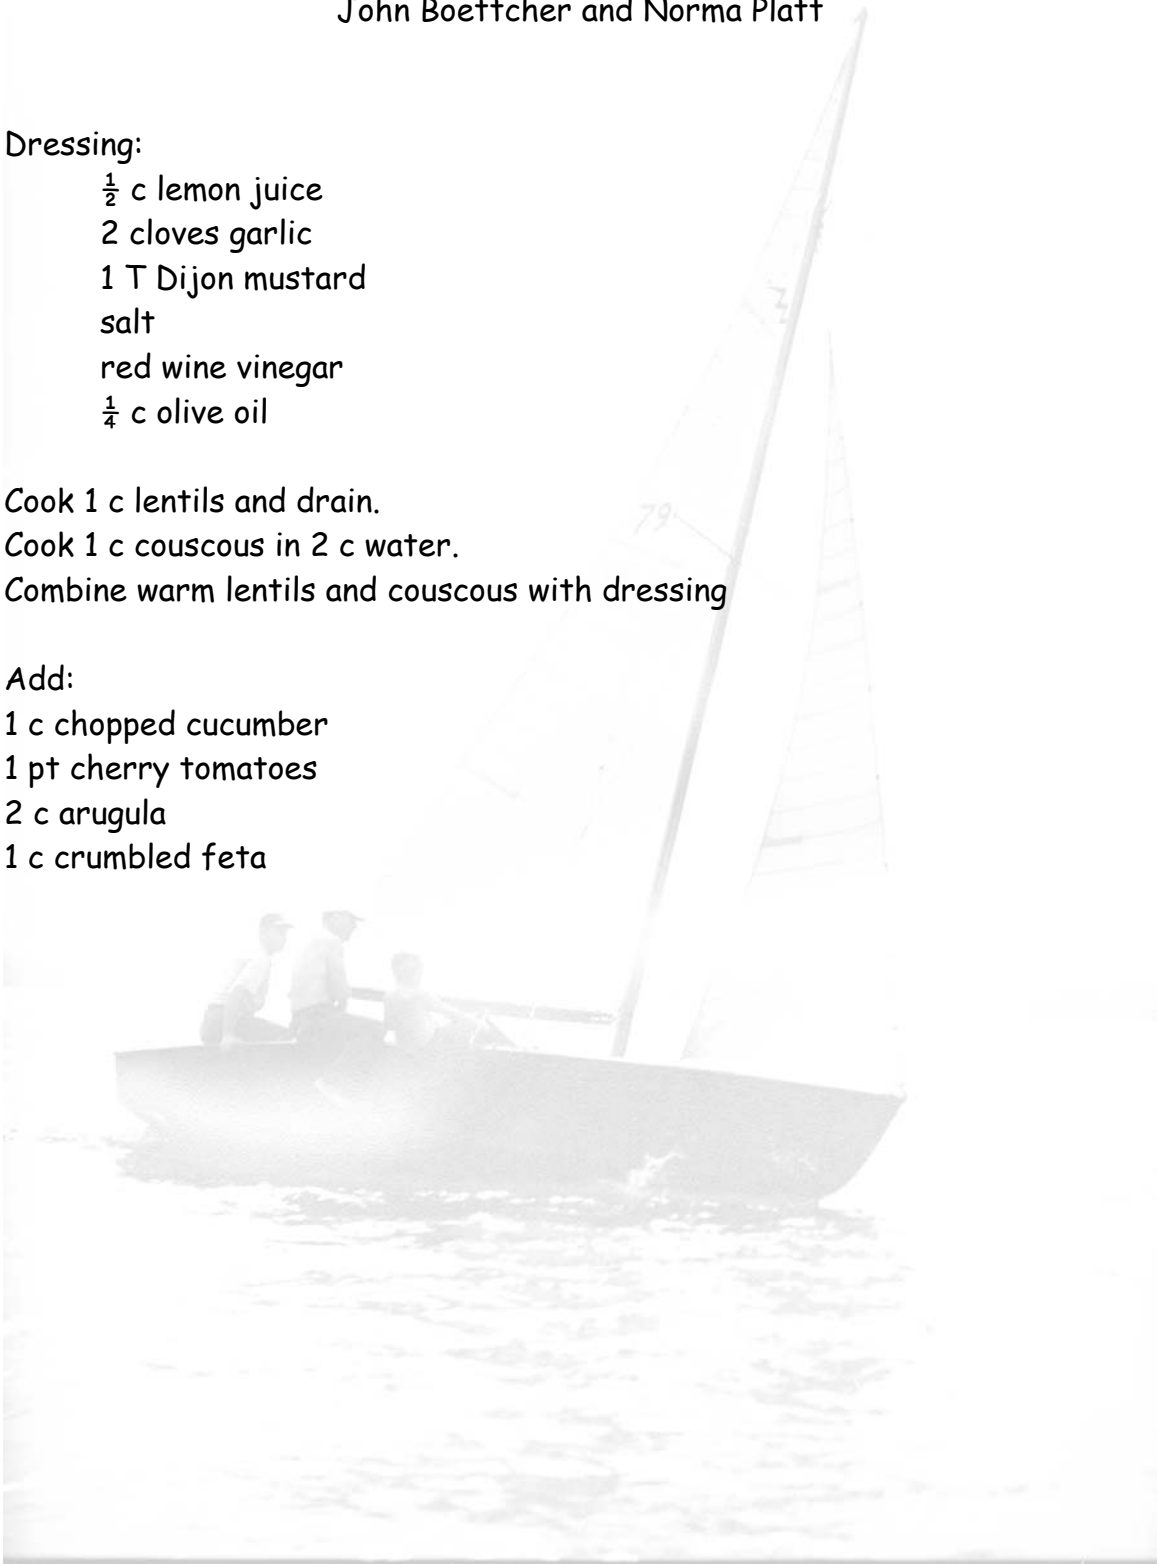 John Boettcher and Norma Platt
Dressing:
½ c lemon juice
2 cloves garlic
1 T Dijon mustard
salt
red wine vinegar
¼ c olive oil
Cook 1 c lentils and drain.
Cook 1 c couscous in 2 c water.
Combine warm lentils and couscous with dressing
Add:
1 c chopped cucumber
1 pt cherry tomatoes
2 c arugula
1 c crumbled feta
79